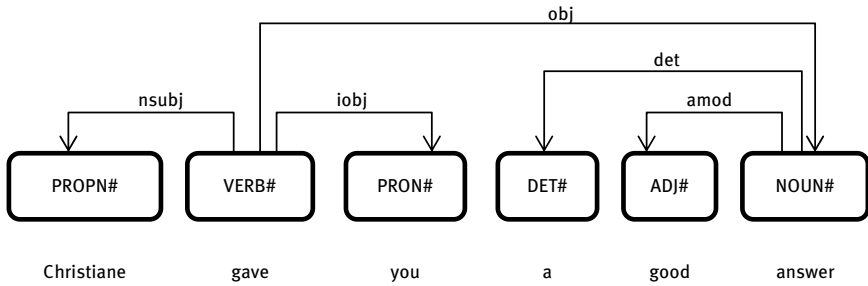 obj
det
nsubj iobj amod
PROPN# VERB# PRON# DET# ADJ# NOUN#
Christiane gave you a good answer